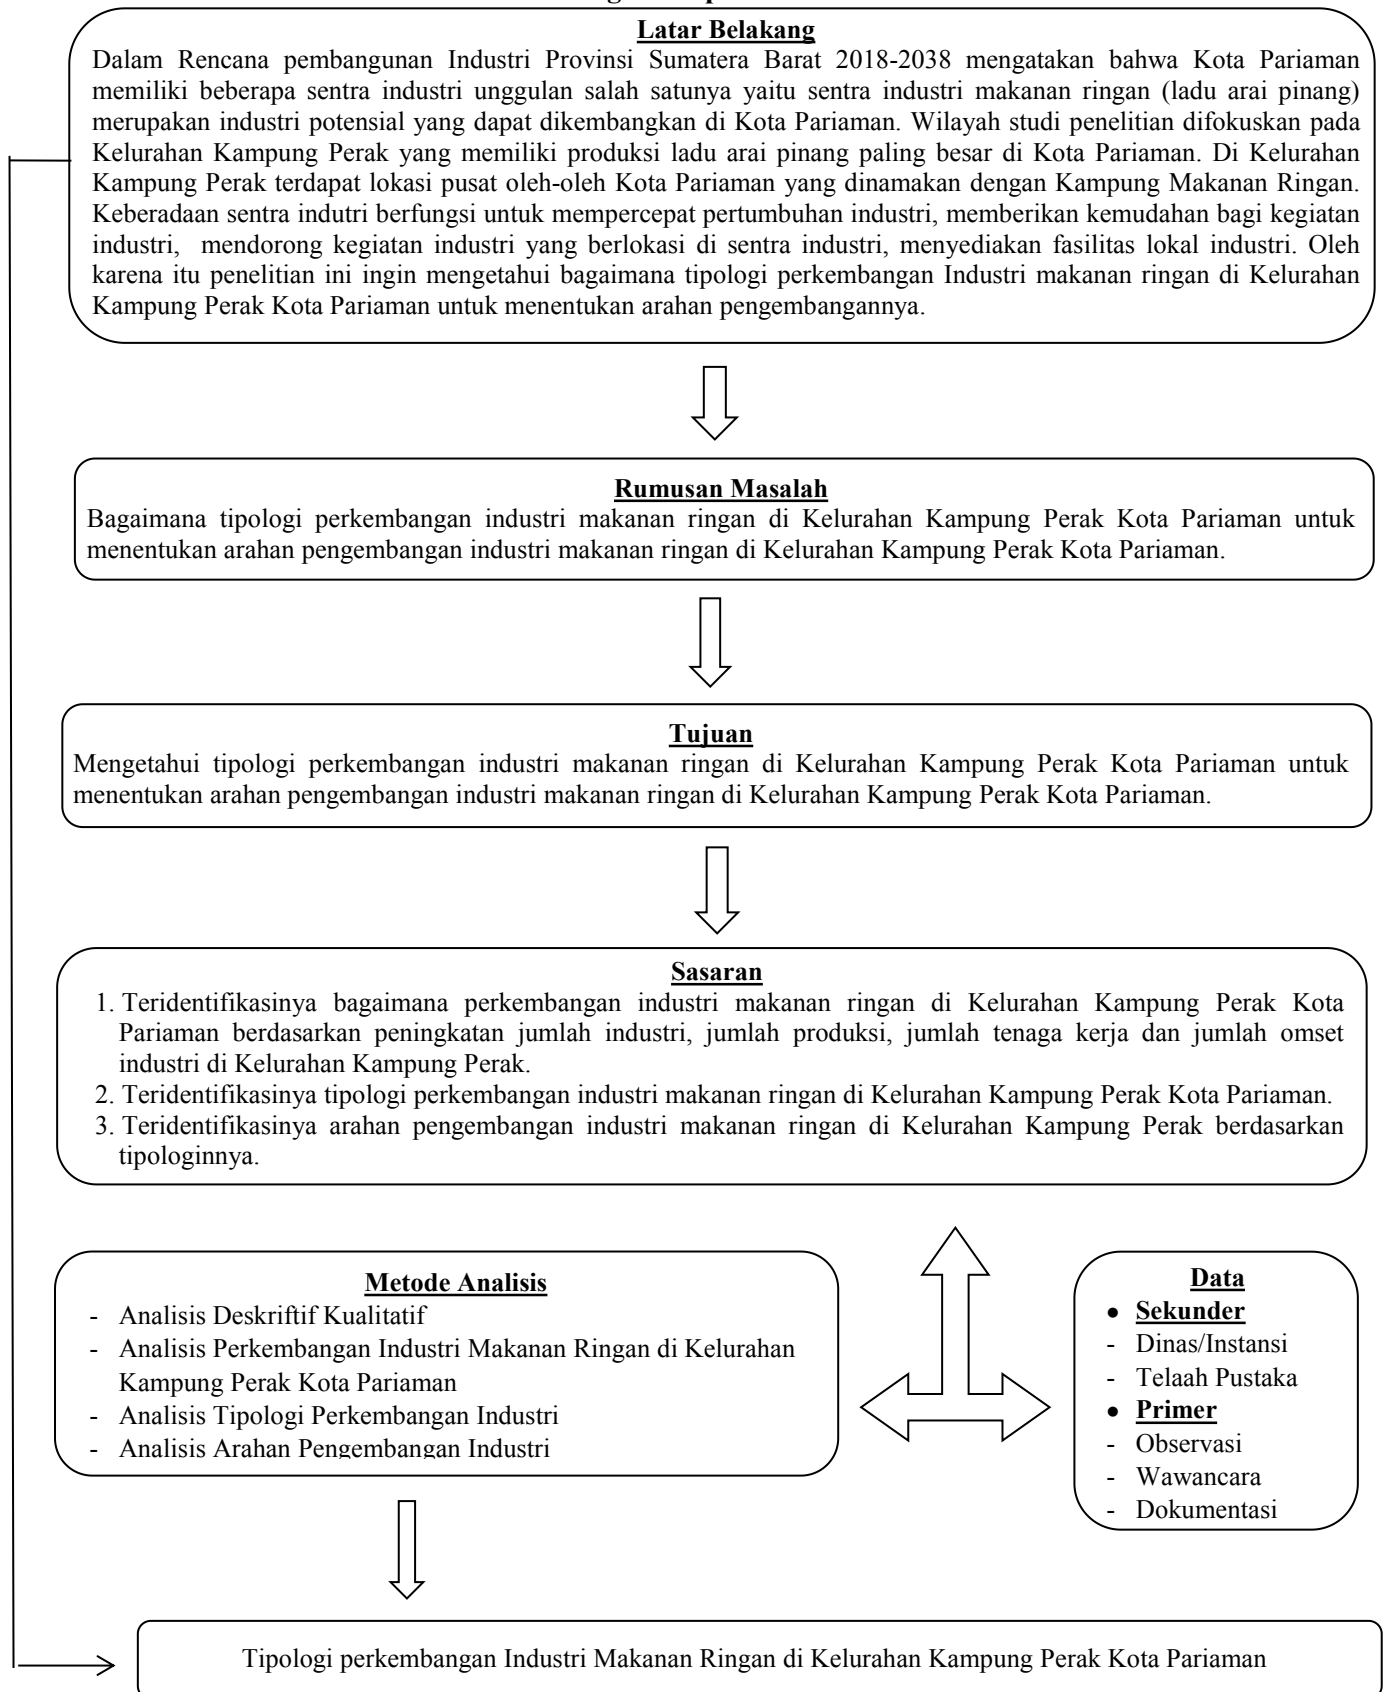 Latar Belakang
Dalam Rencana pembangunan Industri Provinsi Sumatera Barat 2018-2038 mengatakan bahwa Kota Pariaman
memiliki beberapa sentra industri unggulan salah satunya yaitu sentra industri makanan ringan (ladu arai pinang)
merupakan industri potensial yang dapat dikembangkan di Kota Pariaman. Wilayah studi penelitian difokuskan pada
Kelurahan Kampung Perak yang memiliki produksi ladu arai pinang paling besar di Kota Pariaman. Di Kelurahan
Kampung Perak terdapat lokasi pusat oleh-oleh Kota Pariaman yang dinamakan dengan Kampung Makanan Ringan.
Keberadaan sentra indutri berfungsi untuk mempercepat pertumbuhan industri, memberikan kemudahan bagi kegiatan
industri, mendorong kegiatan industri yang berlokasi di sentra industri, menyediakan fasilitas lokal industri. Oleh
karena itu penelitian ini ingin mengetahui bagaimana tipologi perkembangan Industri makanan ringan di Kelurahan
Kampung Perak Kota Pariaman untuk menentukan arahan pengembangannya.
Rumusan Masalah
Bagaimana tipologi perkembangan industri makanan ringan di Kelurahan Kampung Perak Kota Pariaman untuk
menentukan arahan pengembangan industri makanan ringan di Kelurahan Kampung Perak Kota Pariaman.
Tujuan
Mengetahui tipologi perkembangan industri makanan ringan di Kelurahan Kampung Perak Kota Pariaman untuk
menentukan arahan pengembangan industri makanan ringan di Kelurahan Kampung Perak Kota Pariaman.
Sasaran
1. Teridentifikasinya bagaimana perkembangan industri makanan ringan di Kelurahan Kampung Perak Kota
Pariaman berdasarkan peningkatan jumlah industri, jumlah produksi, jumlah tenaga kerja dan jumlah omset
industri di Kelurahan Kampung Perak.
2. Teridentifikasinya tipologi perkembangan industri makanan ringan di Kelurahan Kampung Perak Kota Pariaman.
3. Teridentifikasinya arahan pengembangan industri makanan ringan di Kelurahan Kampung Perak berdasarkan
tipologinnya.
Metode Analisis
- Analisis Deskriftif Kualitatif
- Analisis Perkembangan Industri Makanan Ringan di Kelurahan
Kampung Perak Kota Pariaman
- Analisis Tipologi Perkembangan Industri
- Analisis Arahan Pengembangan Industri
Data
• Sekunder
- Dinas/Instansi
- Telaah Pustaka
• Primer
- Observasi
- Wawancara
- Dokumentasi
Tipologi perkembangan Industri Makanan Ringan di Kelurahan Kampung Perak Kota Pariaman